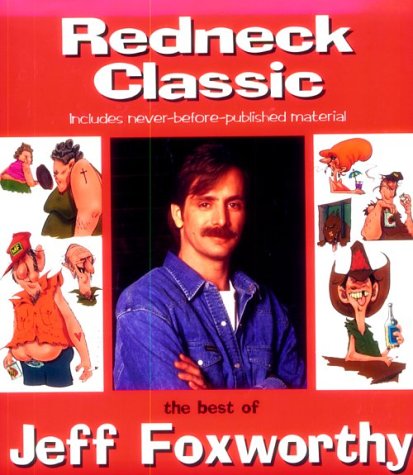 Redneck
Classic
Includes never-before-published material
the best of
Jeff Foxworthy